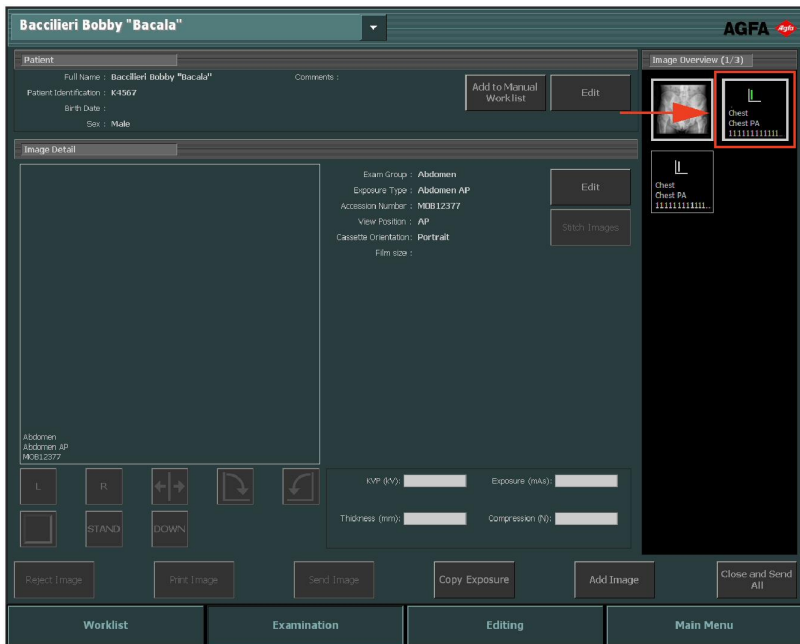 Baccilieri Bobby "Bacala"
AGFA
Agfa
Patient
Full Name : Baccilieri Bobby "Bacala"
Patient Identification : K4567
Birth Date :
Sex : Male
Comments :
Add to Manual
Worklist
Edit
Image Overview (1/3)
Chest
Chest PA
111111111111..
Chest
Chest PA
111111111111..
Image Detail
Abdomen
Abdomen AP
MOB12377
Exam Group : Abdomen
Exposure Type : Abdomen AP
Accession Number : MOB12377
View Position : AP
Cassette Orientation: Portrait
Film size :
Edit
Stitch Images
L
R
STAND
DOWN
KVP (kV):
Exposure (mAs):
Thickness (mm):
Compression (N):
Reject Image
Print Image
Send Image
Copy Exposure
Add Image
Close and Send
All
Worklist
Examination
Editing
Main Menu